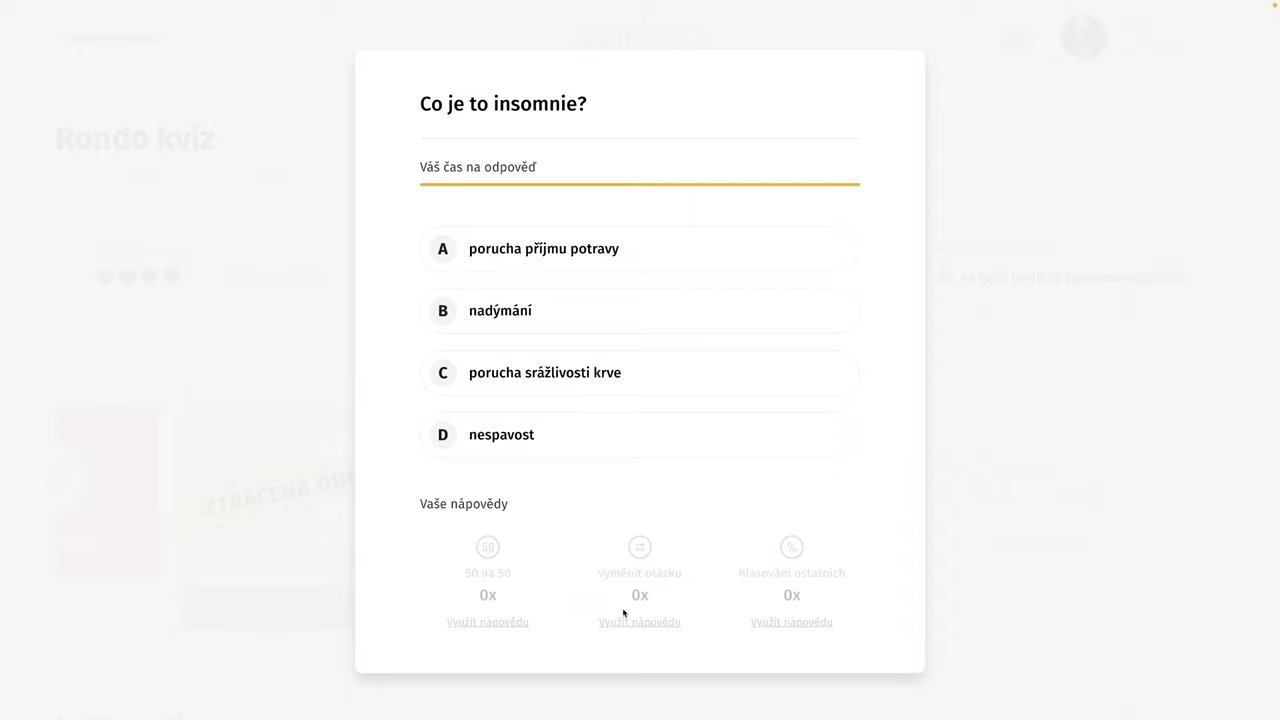 Rondo kvíz
Co je to insomnie?
Váš čas na odpověď
A porucha příjmu potravy
B nadýmání
C porucha srážlivosti krve
D nespavost
ZTRACENÁ
Vaše nápovědy
50 %
50 na 50 vyměnit otázku hlasování ostatních
0x 0x 0x
Využít nápovědu Využít nápovědu Využít nápovědu